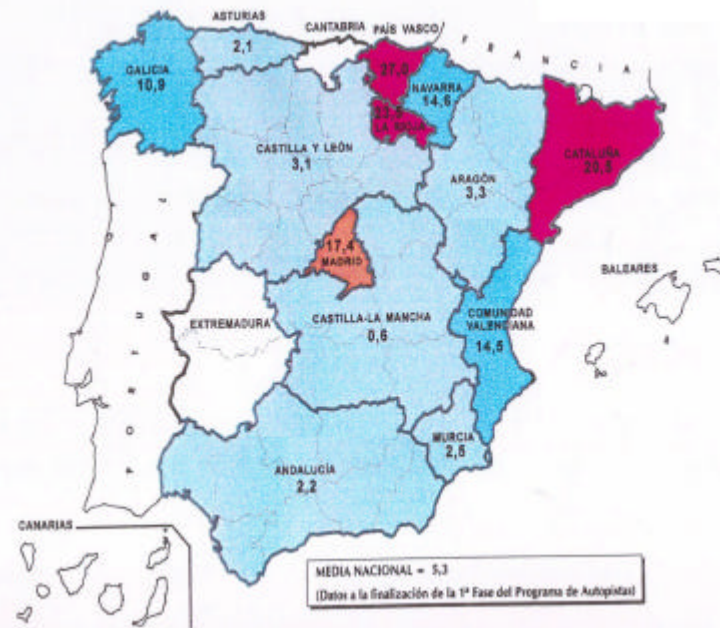 ASTURIAS
2,1
CANTABRIA
PAÍS VASCO
27,0
FRANCIA
GALICIA
10,9
NAVARRA
14,6
LA RIOJA
CASTILLA Y LEÓN
3,1
ARAGÓN
3,3
CATALUÑA
20,5
17,4
MADRID
BALEARES
PORTUGAL
EXTREMADURA
CASTILLA-LA MANCHA
0,6
COMUNIDAD
VALENCIANA
14,5
MURCIA
2,5
ANDALUCÍA
2,2
CANARIAS
MEDIA NACIONAL = 5,3
(Datos a la finalización de la 1ª Fase del Programa de Autopistas)